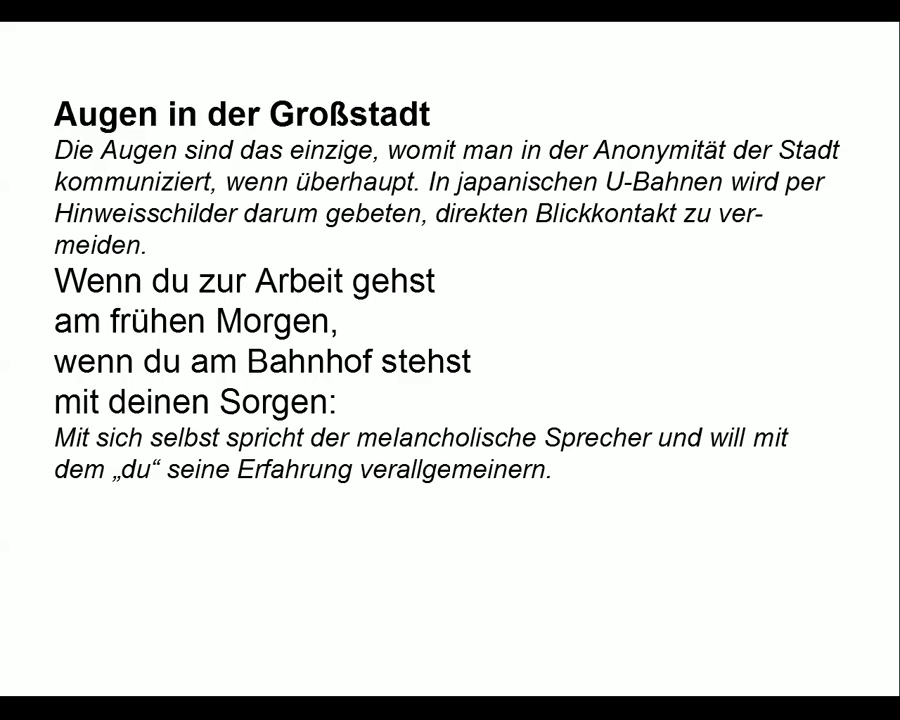 Augen in der Großstadt
Die Augen sind das einzige, womit man in der Anonymität der Stadt
kommuniziert, wenn überhaupt. In japanischen U-Bahnen wird per
Hinweisschilder darum gebeten, direkten Blickkontakt zu ver-
meiden.
Wenn du zur Arbeit gehst
am frühen Morgen,
wenn du am Bahnhof stehst
mit deinen Sorgen:
Mit sich selbst spricht der melancholische Sprecher und will mit
dem „du“ seine Erfahrung verallgemeinern.